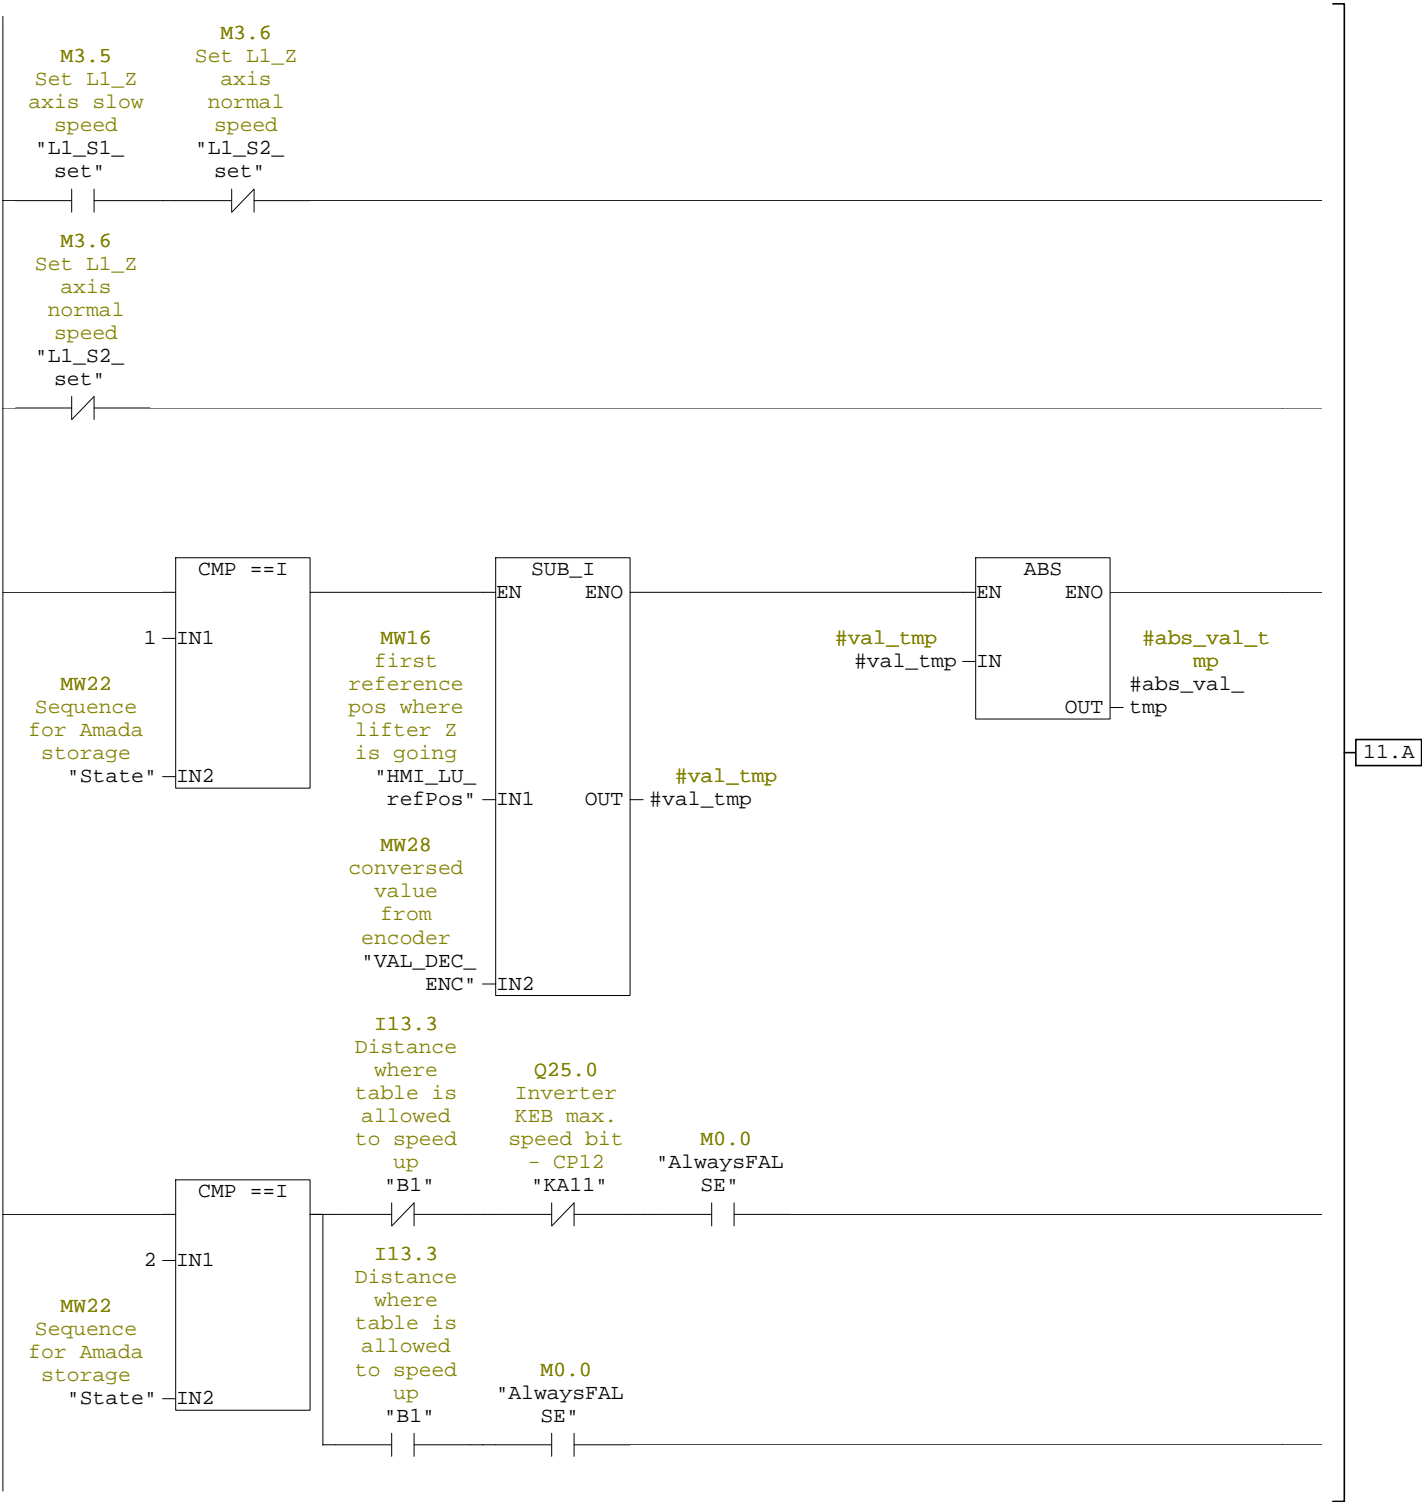 M3.5
Set L1_Z
axis slow
speed
"L1_S1_
set"
M3.6
Set L1_Z
axis
normal
speed
"L1_S2_
set"
M3.6
Set L1_Z
axis
normal
speed
"L1_S2_
set"
CMP ==I
1
IN1
MW22
Sequence
for Amada
storage
"State"
IN2
SUB_I
EN ENO
MW16
first
reference
pos where
lifter Z
is going
"HMI_LU_
refPos"
IN1 OUT
#val_tmp
#val_tmp
MW28
conversed
value
from
encoder
"VAL_DEC_
ENC"
IN2
ABS
EN ENO
#val_tmp
#val_tmp
IN
#abs_val_t
mp
#abs_val_
tmp
OUT
11.A
CMP ==I
2
IN1
MW22
Sequence
for Amada
storage
"State"
IN2
I13.3
Distance
where
table is
allowed
to speed
up
"B1"
Q25.0
Inverter
KEB max.
speed bit
- CP12
"KA11"
M0.0
"AlwaysFAL
SE"
I13.3
Distance
where
table is
allowed
to speed
up
"B1"
M0.0
"AlwaysFAL
SE"